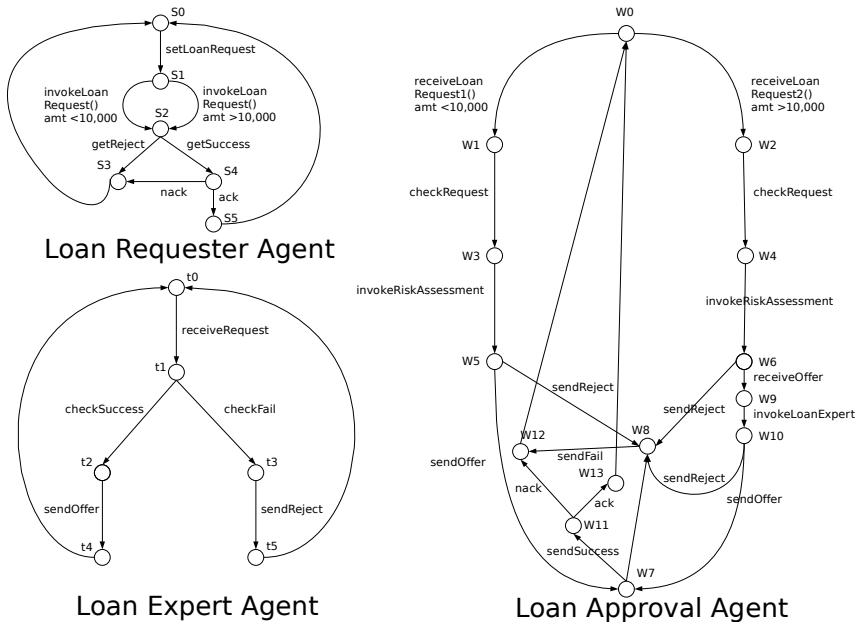 S0
setLoanRequest
S1
invokeLoan
Request()
amt <10,000
invokeLoan
Request()
amt >10,000
S2
getReject
getSuccess
S3
S4
nack
ack
S5
Loan Requester Agent
t0
receiveRequest
t1
checkSuccess
checkFail
t2
t3
sendOffer
sendReject
t4
t5
Loan Expert Agent
W0
receiveLoan
Request1()
amt <10,000
receiveLoan
Request2()
amt >10,000
W1
W2
checkRequest
checkRequest
W3
W4
invokeRiskAssessment
invokeRiskAssessment
W5
W6
receiveOffer
sendReject
W9
sendReject
invokeLoanExpert
W8
W10
W12
sendFail
sendOffer
W13
sendReject
nack
ack
sendOffer
W11
sendSuccess
W7
Loan Approval Agent